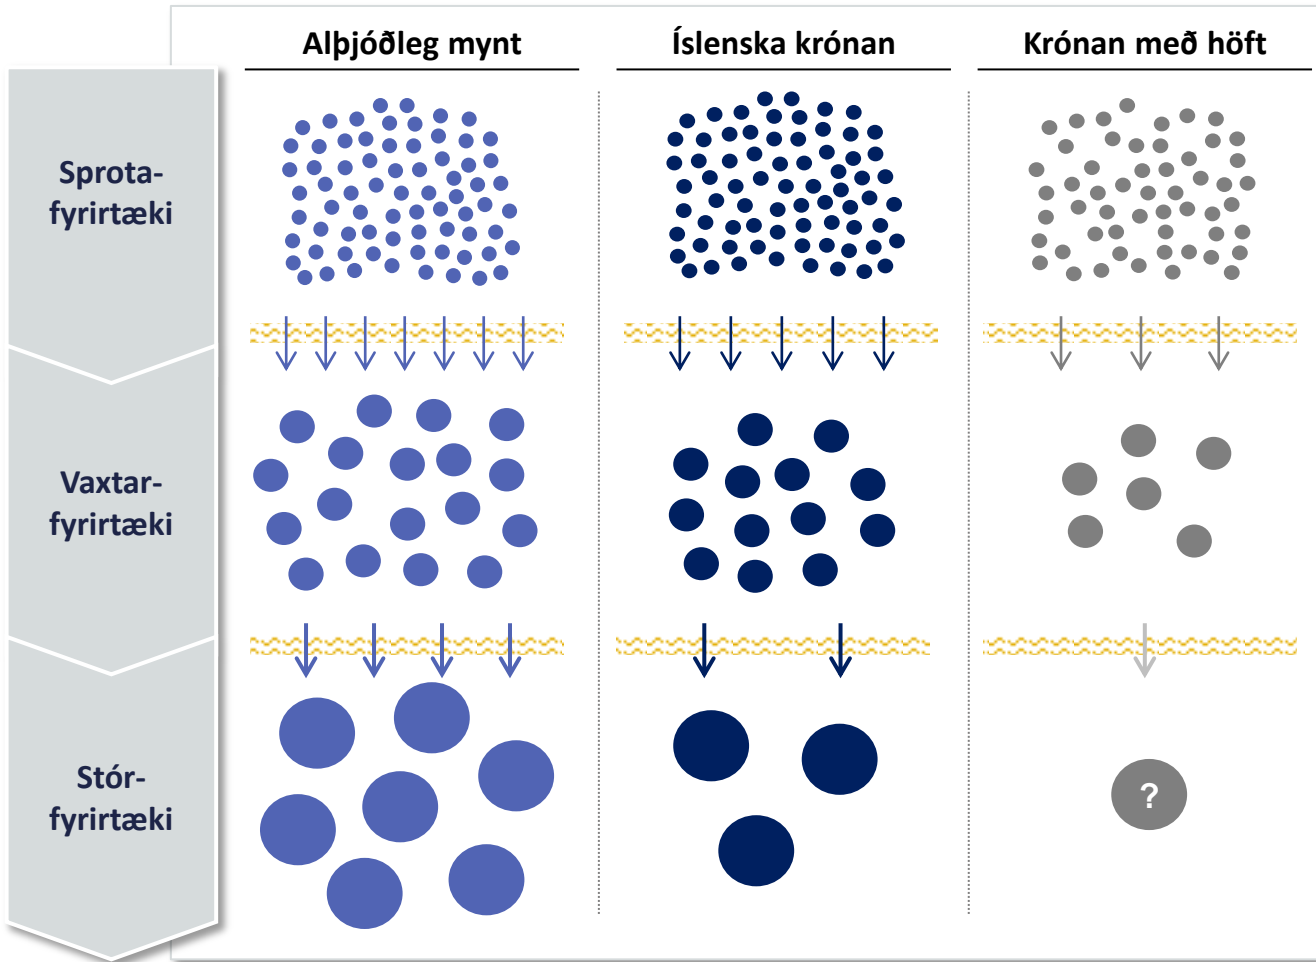 Alþjóðleg mynt
Íslenska krónan
Krónan með höft
Sprota-
fyrirtæki
Vaxtar-
fyrirtæki
Stór-
fyrirtæki
?